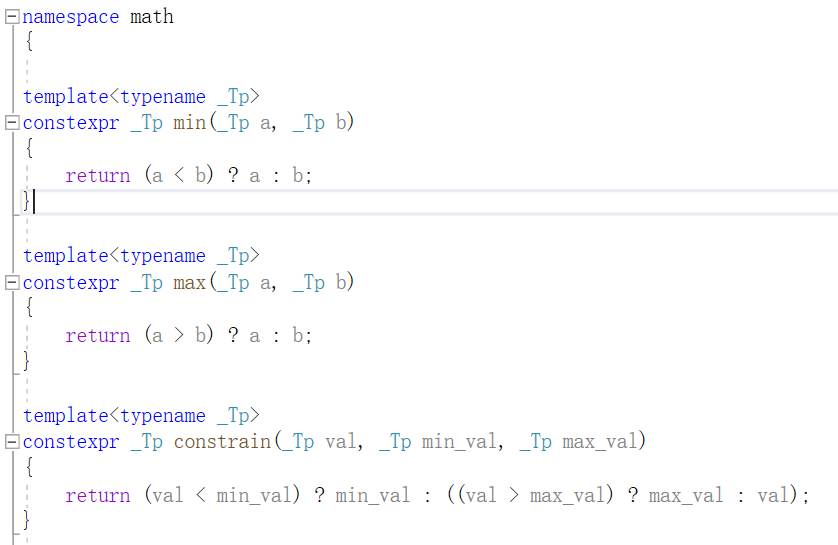 namespace math
{
template<typename _Tp>
constexpr _Tp min(_Tp a, _Tp b)
{
return (a < b) ? a : b;
}
template<typename _Tp>
constexpr _Tp max(_Tp a, _Tp b)
{
return (a > b) ? a : b;
}
template<typename _Tp>
constexpr _Tp constrain(_Tp val, _Tp min_val, _Tp max_val)
{
return (val < min_val) ? min_val : ((val > max_val) ? max_val : val);
}